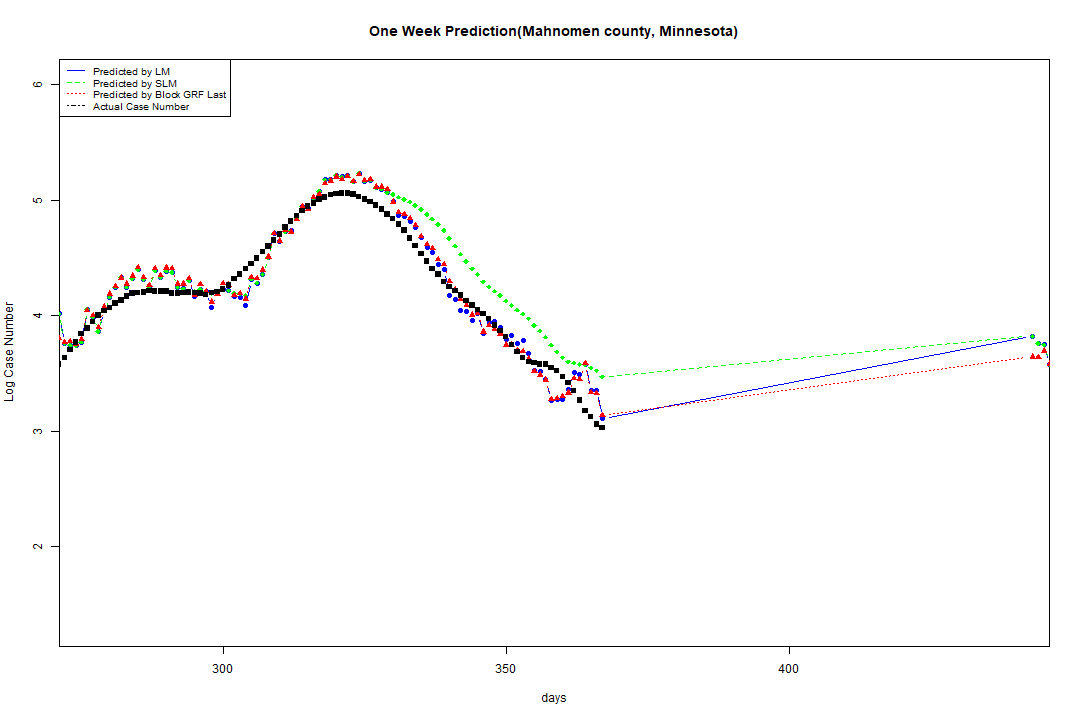 One Week Prediction(Mahnomen county, Minnesota)
Predicted by LM
Predicted by SLM
Predicted by Block GRF Last
Actual Case Number
6
5
4
3
2
Log Case Number
300
350
400
days